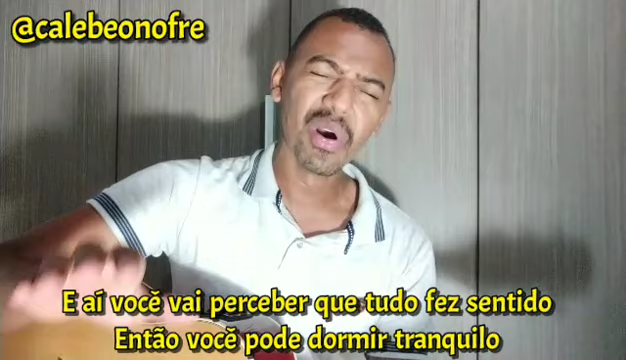 @calebeonofre
E aí você vai perceber que tudo fez sentido
Então você pode dormir tranquilo